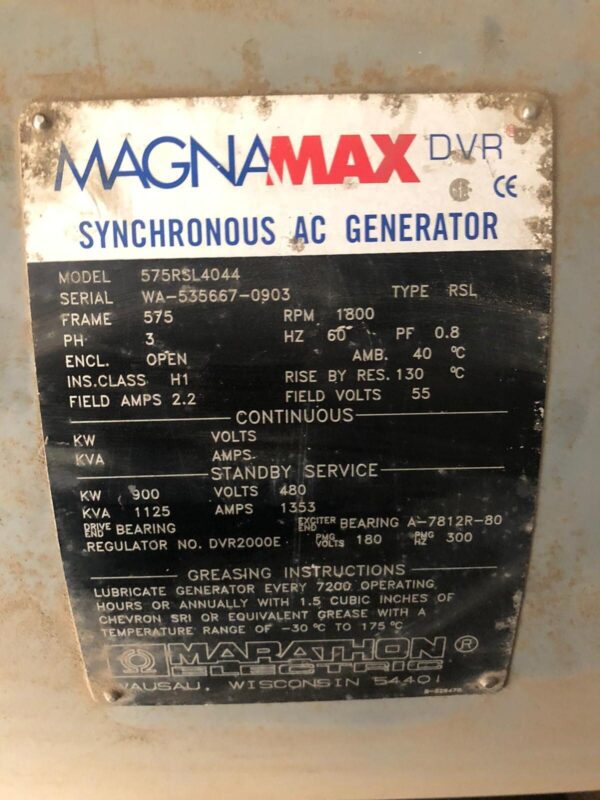 MAGNAMAX DVR®
CE
SYNCHRONOUS AC GENERATOR
MODEL 575RSL4044
SERIAL WA-535667-0903 TYPE RSL
FRAME 575 RPM 1800
PH 3 HZ 60 PF 0.8
ENCL. OPEN AMB. 40 °C
INS.CLASS H1 RISE BY RES. 130 °C
FIELD AMPS 2.2 FIELD VOLTS 55
CONTINUOUS
KW VOLTS
KVA AMPS
STANDBY SERVICE
KW 900 VOLTS 480
KVA 1125 AMPS 1353
DRIVE END BEARING EXCITER END BEARING A-7812R-80
REGULATOR NO. DVR2000E PMG VOLTS 180 PMG HZ 300
GREASING INSTRUCTIONS
LUBRICATE GENERATOR EVERY 7200 OPERATING
HOURS OR ANNUALLY WITH 1.5 CUBIC INCHES OF
CHEVRON SRI OR EQUIVALENT GREASE WITH A
TEMPERATURE RANGE OF -30 °C TO 175 °C
MARATHON ®
ELECTRIC
WAUSAU, WISCONSIN 54401